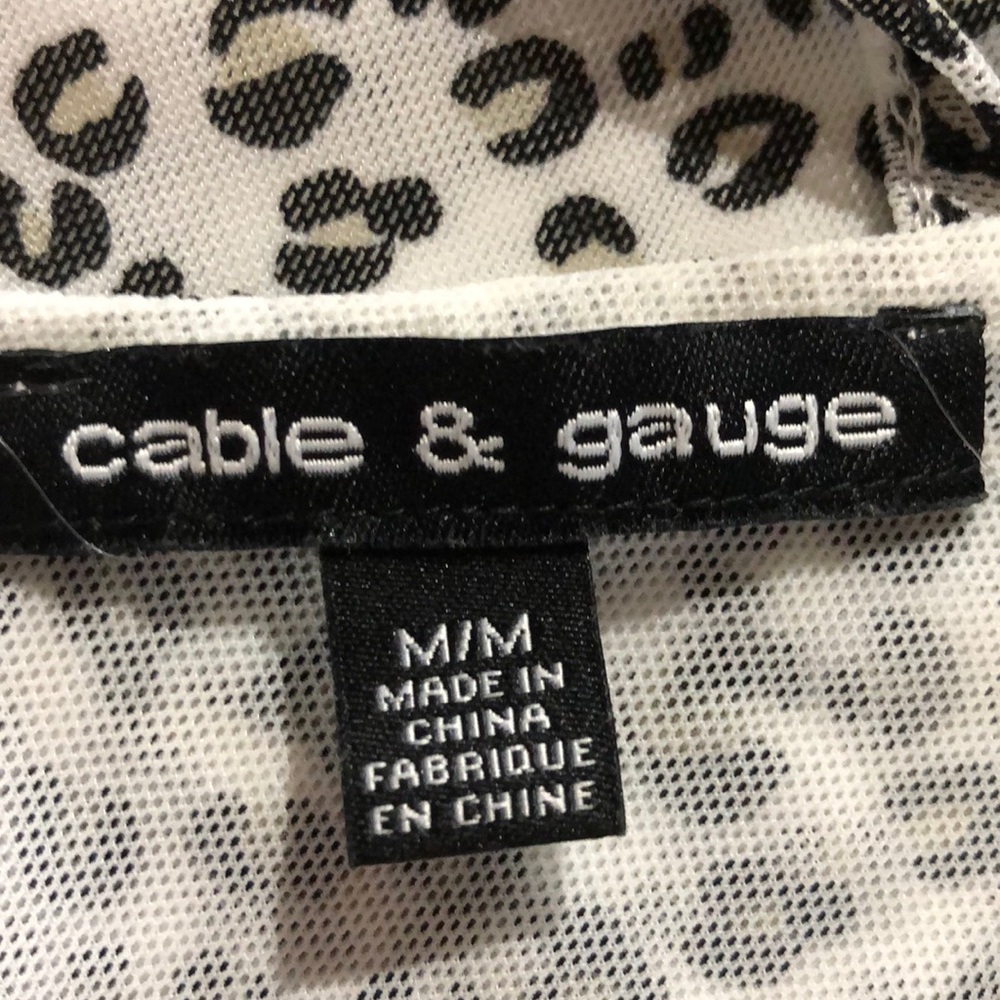 cable & gauge
M/M
MADE IN
CHINA
FABRIQUE
EN CHINE